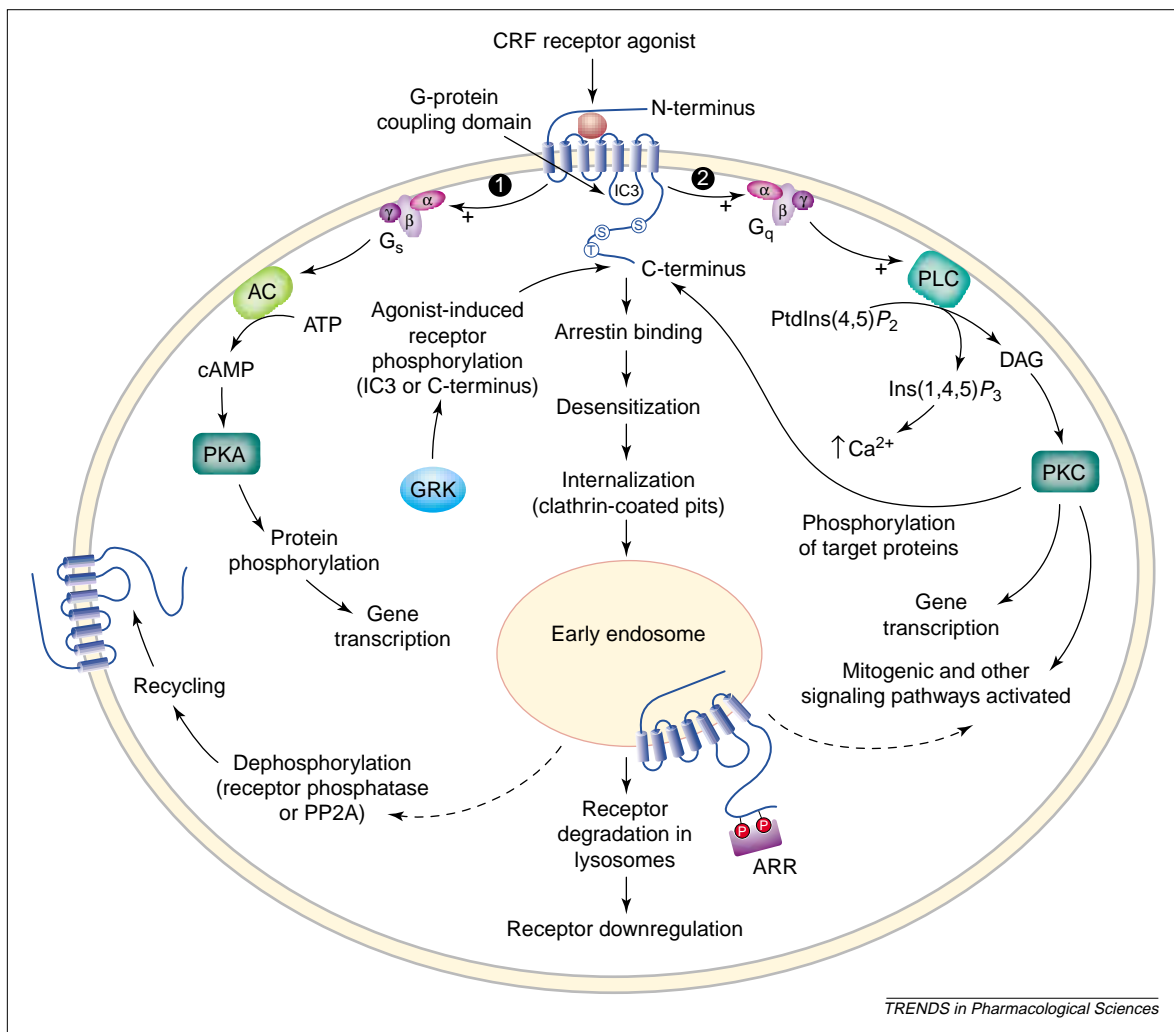 CRF receptor agonist
G-protein
coupling domain
N-terminus
IC3
1
2
α
β
γ
+
Gs
α
β
γ
+
Gq
S
S
T
C-terminus
AC
ATP
cAMP
PKA
Protein
phosphorylation
Gene
transcription
Agonist-induced
receptor
phosphorylation
(IC3 or C-terminus)
GRK
Arrestin binding
Desensitization
Internalization
(clathrin-coated pits)
+
PLC
PtdIns(4,5)P2
DAG
Ins(1,4,5)P3
↑Ca2+
PKC
Phosphorylation
of target proteins
Gene
transcription
Mitogenic and other
signaling pathways activated
Early endosome
Recycling
Dephosphorylation
(receptor phosphatase
or PP2A)
Receptor
degradation in
lysosomes
P
P
ARR
Receptor downregulation
TRENDS in Pharmacological Sciences